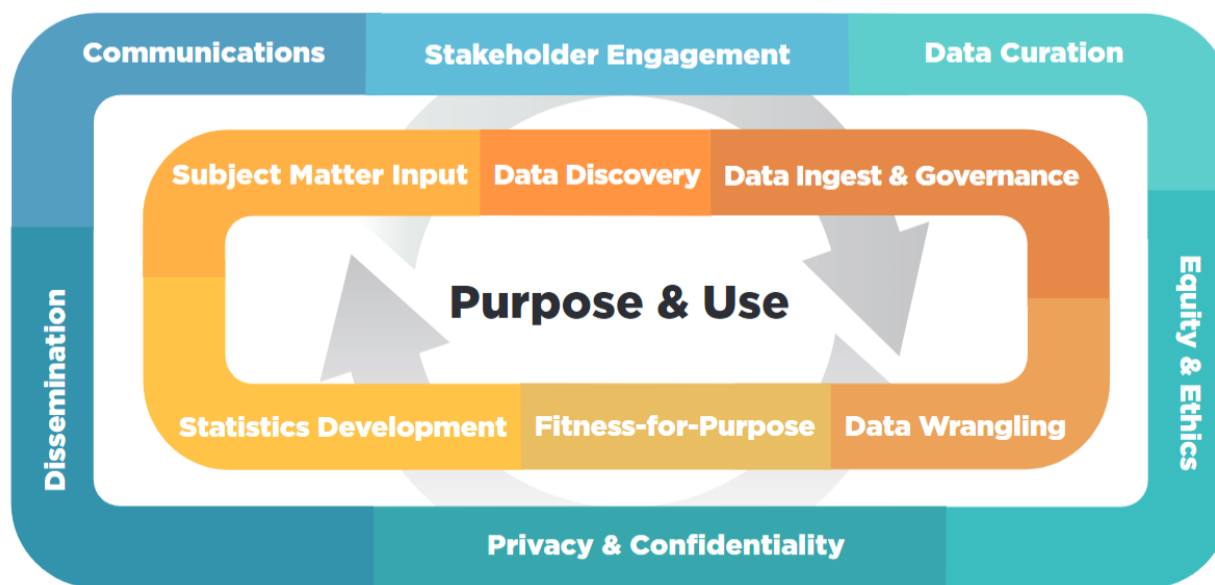 Communications
Stakeholder Engagement
Data Curation
Subject Matter Input
Data Discovery
Data Ingest & Governance
Purpose & Use
Dissemination
Equity & Ethics
Statistics Development
Fitness-for-Purpose
Data Wrangling
Privacy & Confidentiality